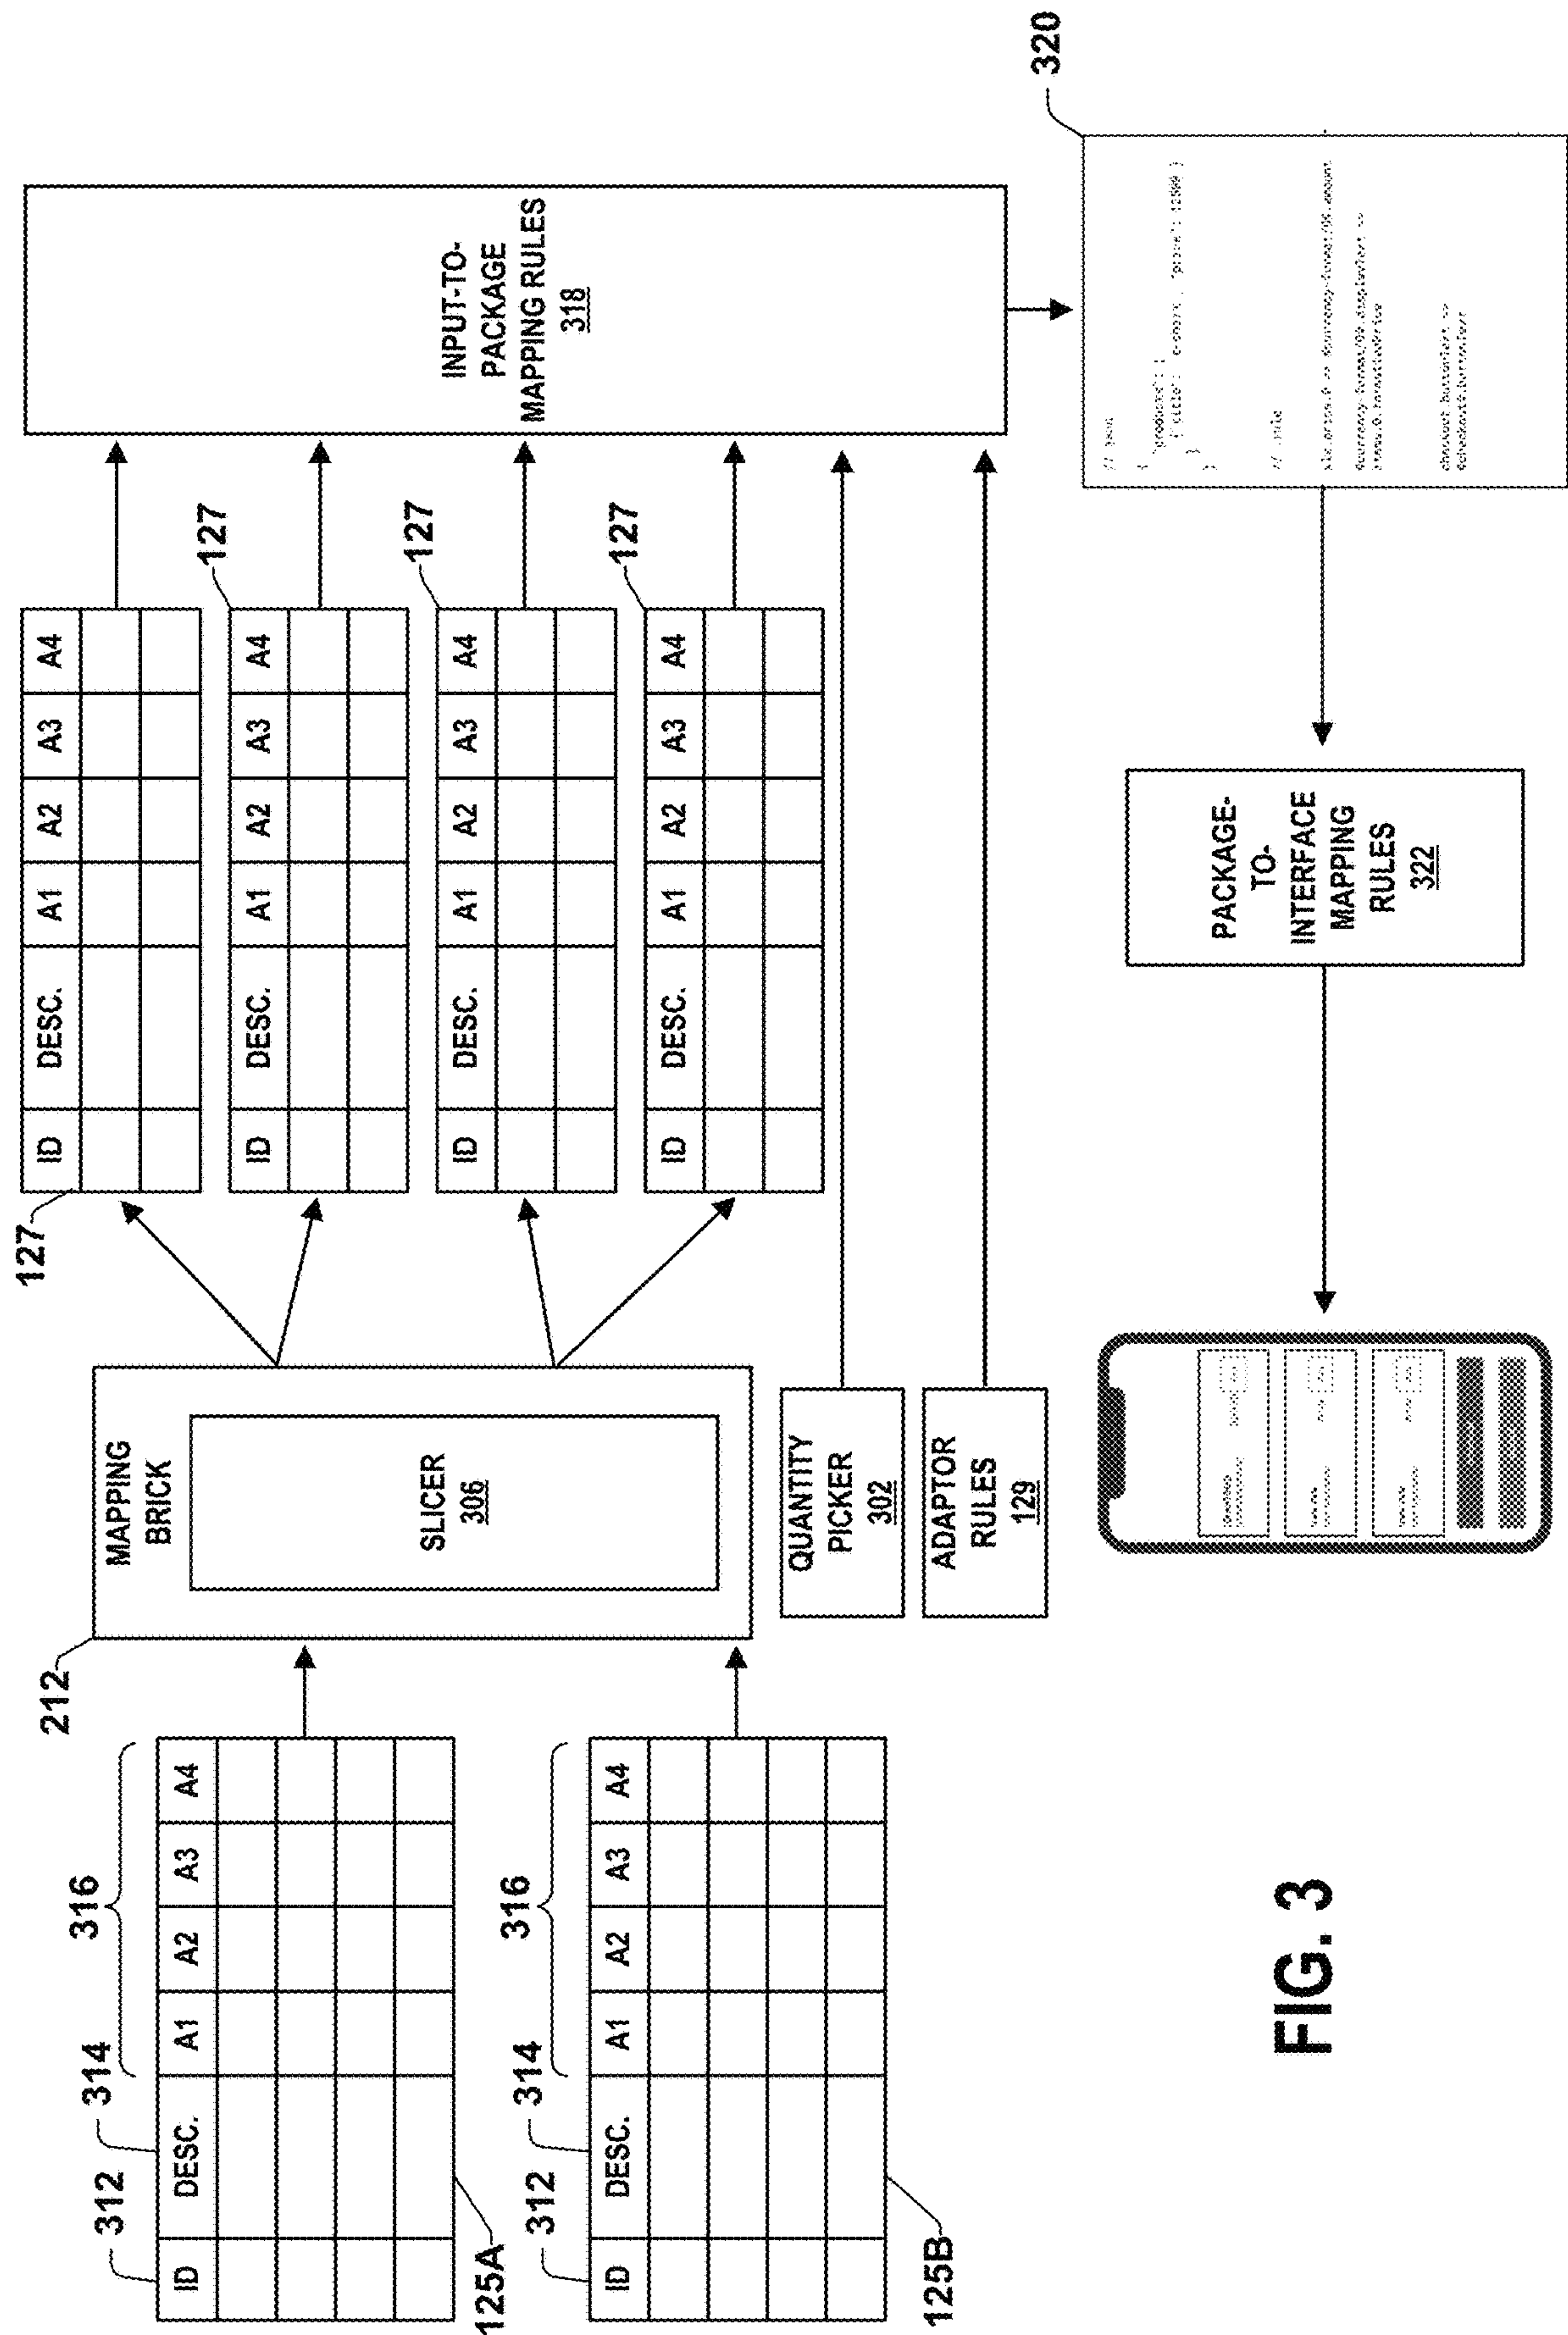 312
314
316
ID DESC. A1 A2 A3 A4
125A
312
314
316
ID DESC. A1 A2 A3 A4
125B
212
MAPPING
BRICK
SLICER
306
QUANTITY
PICKER
302
ADAPTOR
RULES
129
127
ID DESC. A1 A2 A3 A4
127
ID DESC. A1 A2 A3 A4
127
ID DESC. A1 A2 A3 A4
127
ID DESC. A1 A2 A3 A4
INPUT-TO-
PACKAGE
MAPPING RULES
318
320
PACKAGE-
TO-
INTERFACE
MAPPING
RULES
322
FIG. 3